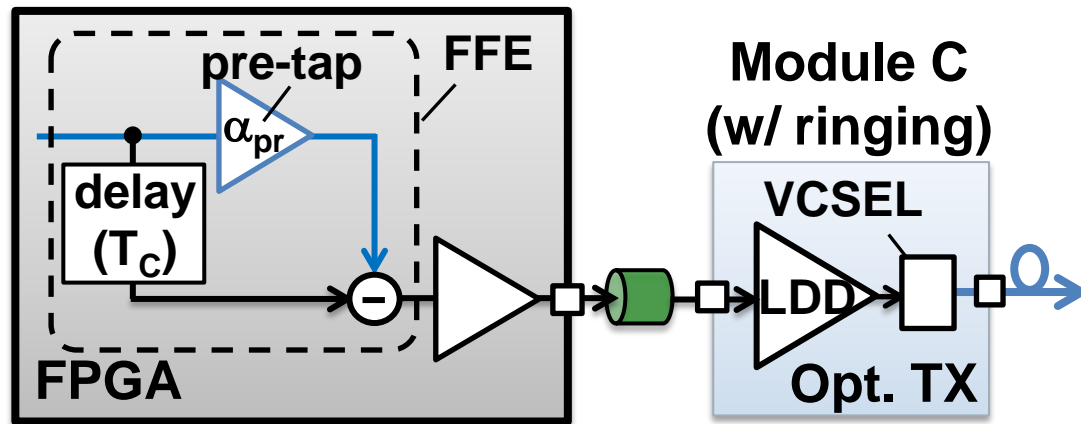 pre-tap
FFE
α_pr
delay
(T_C)
−
FPGA
Module C
(w/ ringing)
VCSEL
LDD
Opt. TX